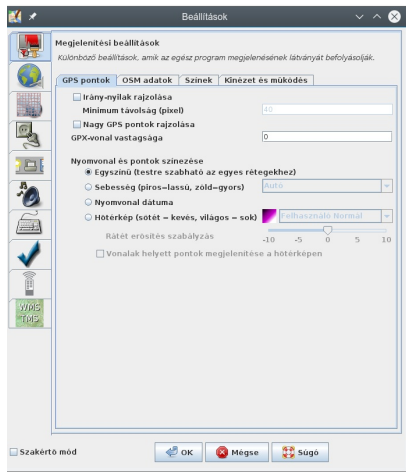 Beállítások
Megjelenítési beállítások
Különböző beállítások, amik az egész program megjelenésének látványát befolyásolják.
GPS pontok OSM adatok Színek Kinézet és működés
Irány-nyilak rajzolása
Minimum távolság (pixel) 40
Nagy GPS pontok rajzolása
GPX-vonal vastagsága 0
Nyomvonal és pontok színezése
Egyszínű (testre szabható az egyes rétegekhez)
Sebesség (piros=lassú, zöld=gyors) Autó
Nyomvonal dátuma
Hőtérkép (sötét = kevés, világos = sok) Felhasználó Normál
Rátét erősítés szabályzás
-10 -5 0 5 10
Vonalak helyett pontok megjelenítése a hőtérképen
WMS
TMS
Szakértő mód OK Mégse Súgó